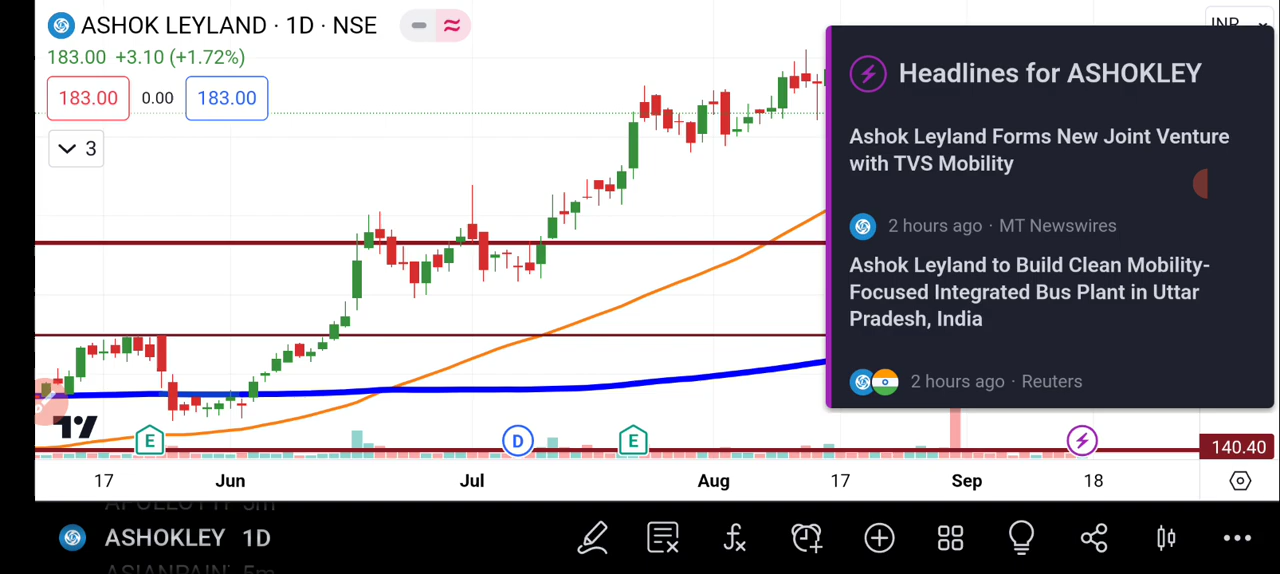 ASHOK LEYLAND · 1D · NSE
INR
183.00 +3.10 (+1.72%)
183.00 0.00 183.00
3
Headlines for ASHOKLEY
Ashok Leyland Forms New Joint Venture
with TVS Mobility
2 hours ago · MT Newswires
Ashok Leyland to Build Clean Mobility-
Focused Integrated Bus Plant in Uttar
Pradesh, India
2 hours ago · Reuters
E D E
140.40
17 Jun Jul Aug 17 Sep 18
ASHOKLEY 1D